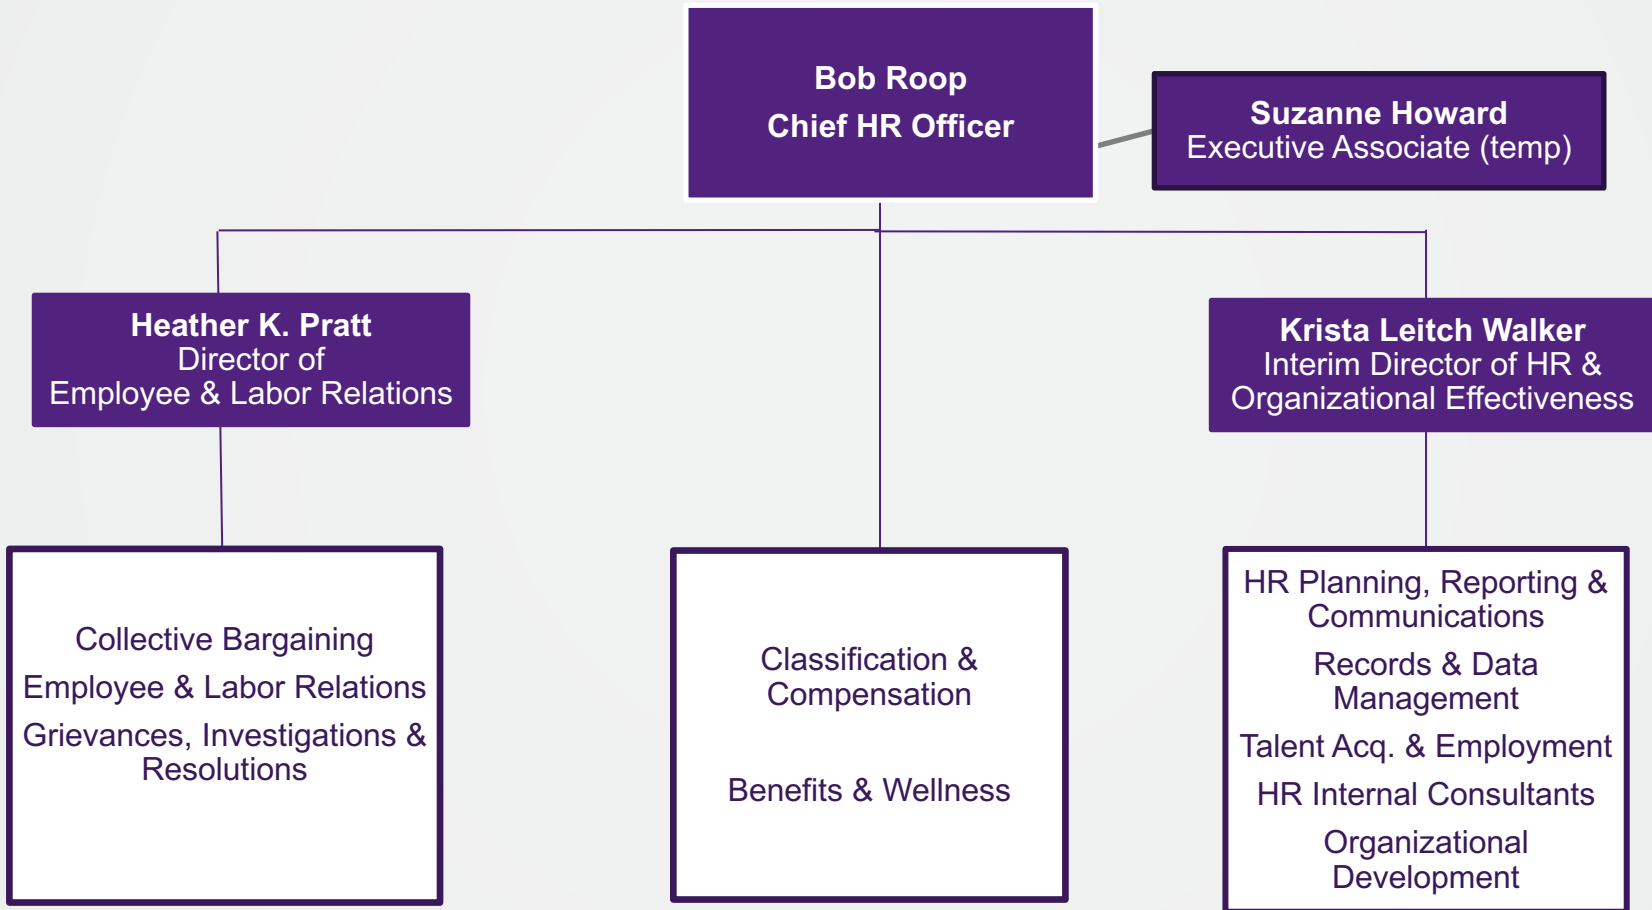 Bob Roop
Chief HR Officer
Suzanne Howard
Executive Associate (temp)
Heather K. Pratt
Director of
Employee & Labor Relations
Krista Leitch Walker
Interim Director of HR &
Organizational Effectiveness
Collective Bargaining
Employee & Labor Relations
Grievances, Investigations &
Resolutions
Classification &
Compensation
Benefits & Wellness
HR Planning, Reporting &
Communications
Records & Data
Management
Talent Acq. & Employment
HR Internal Consultants
Organizational
Development